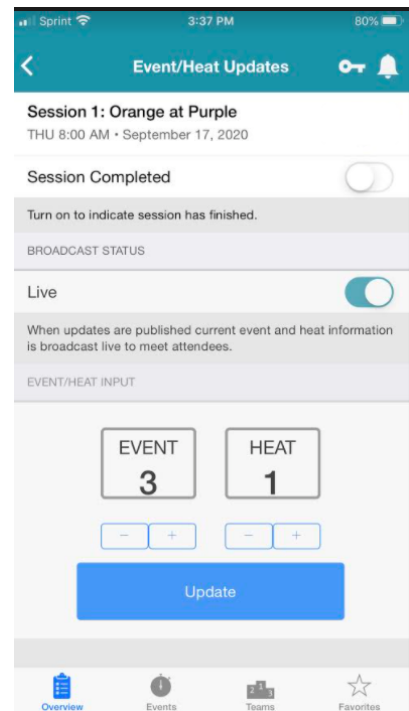 Sprint 3:37 PM 80%
Event/Heat Updates
Session 1: Orange at Purple
THU 8:00 AM • September 17, 2020
Session Completed
Turn on to indicate session has finished.
BROADCAST STATUS
Live
When updates are published current event and heat information
is broadcast live to meet attendees.
EVENT/HEAT INPUT
EVENT HEAT
3 1
− + − +
Update
2 1 3
Overview Events Teams Favorites